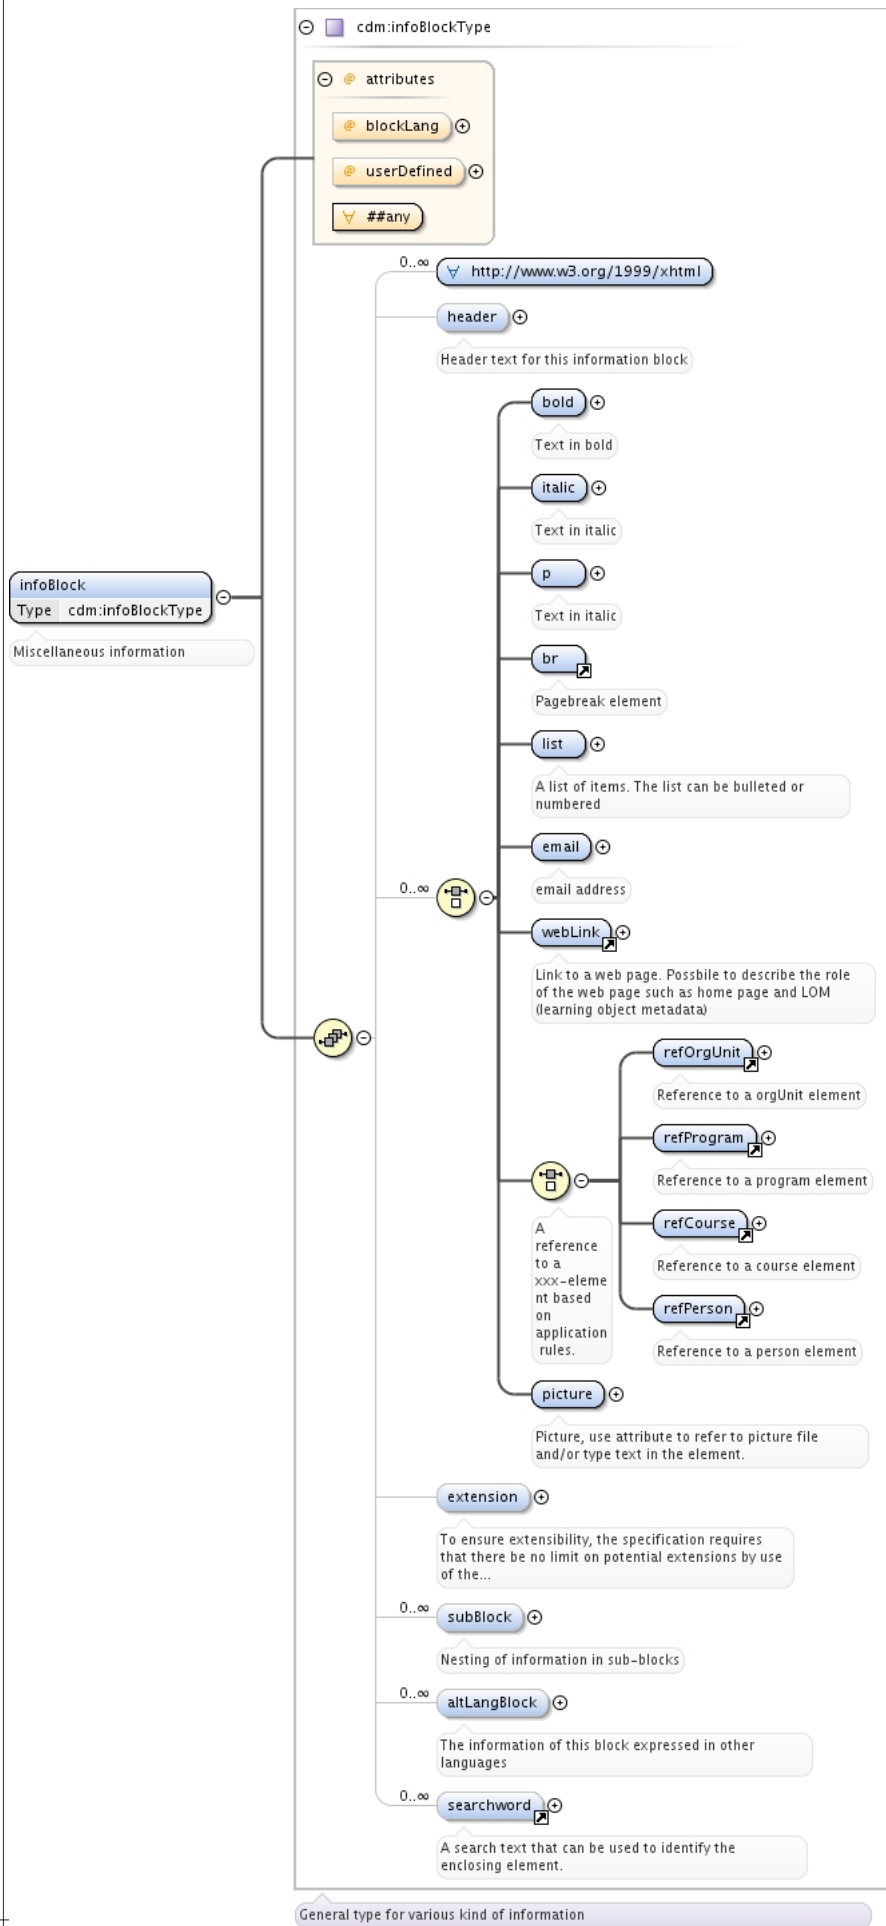 cdm:infoBlockType
@ attributes
@ blockLang
@ userDefined
∀ ##any
0..∞
∀ http://www.w3.org/1999/xhtml
header
Header text for this information block
bold
Text in bold
italic
Text in italic
infoBlock
Type cdm:infoBlockType
Miscellaneous information
p
Text in italic
br
Pagebreak element
list
A list of items. The list can be bulleted or
numbered
email
0..∞
email address
webLink
Link to a web page. Possbile to describe the role
of the web page such as home page and LOM
(learning object metadata)
refOrgUnit
Reference to a orgUnit element
refProgram
Reference to a program element
A
reference
to a
xxx-eleme
nt based
on
application
rules.
refCourse
Reference to a course element
refPerson
Reference to a person element
picture
Picture, use attribute to refer to picture file
and/or type text in the element.
extension
To ensure extensibility, the specification requires
that there be no limit on potential extensions by use
of the...
0..∞
subBlock
Nesting of information in sub-blocks
0..∞
altLangBlock
The information of this block expressed in other
languages
0..∞
searchword
A search text that can be used to identify the
enclosing element.
General type for various kind of information